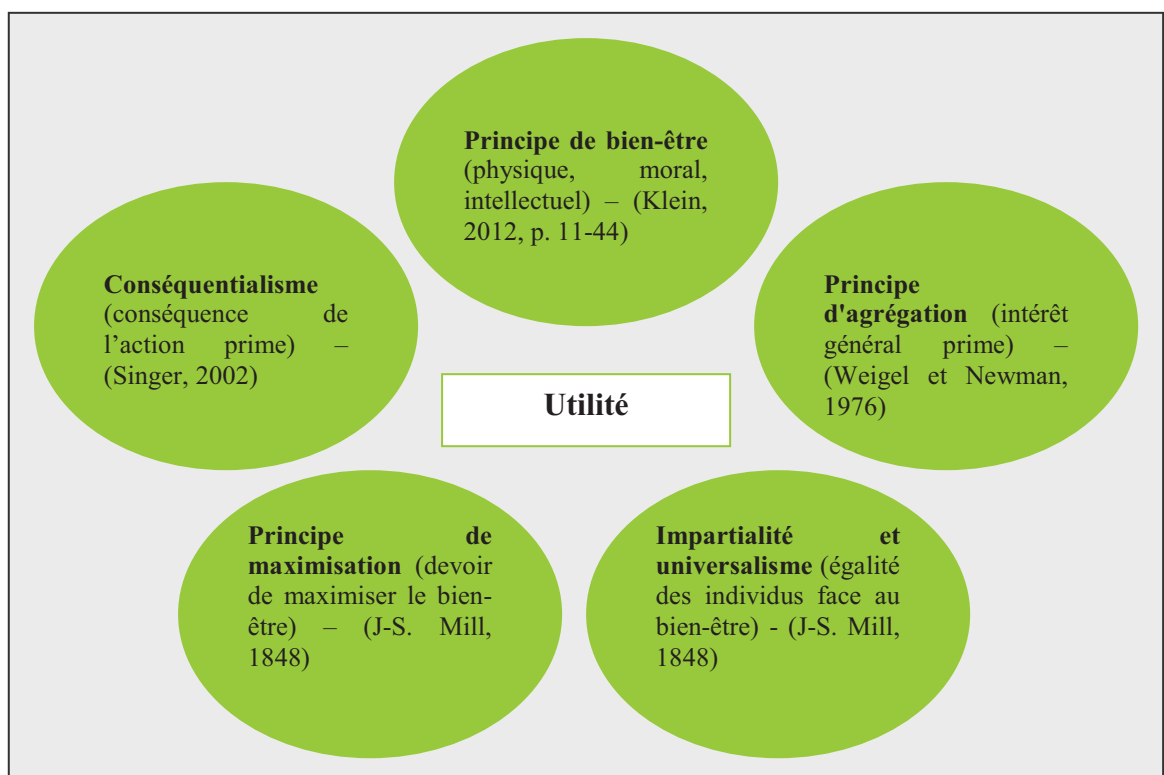 Principe de bien-être
(physique, moral,
intellectuel) – (Klein,
2012, p. 11-44)
Conséquentialisme
(conséquence de
l’action prime) –
(Singer, 2002)
Principe
d'agrégation (intérêt
général prime) –
(Weigel et Newman,
1976)
Utilité
Principe de
maximisation (devoir
de maximiser le bien-
être) – (J-S. Mill,
1848)
Impartialité et
universalisme (égalité
des individus face au
bien-être) - (J-S. Mill,
1848)